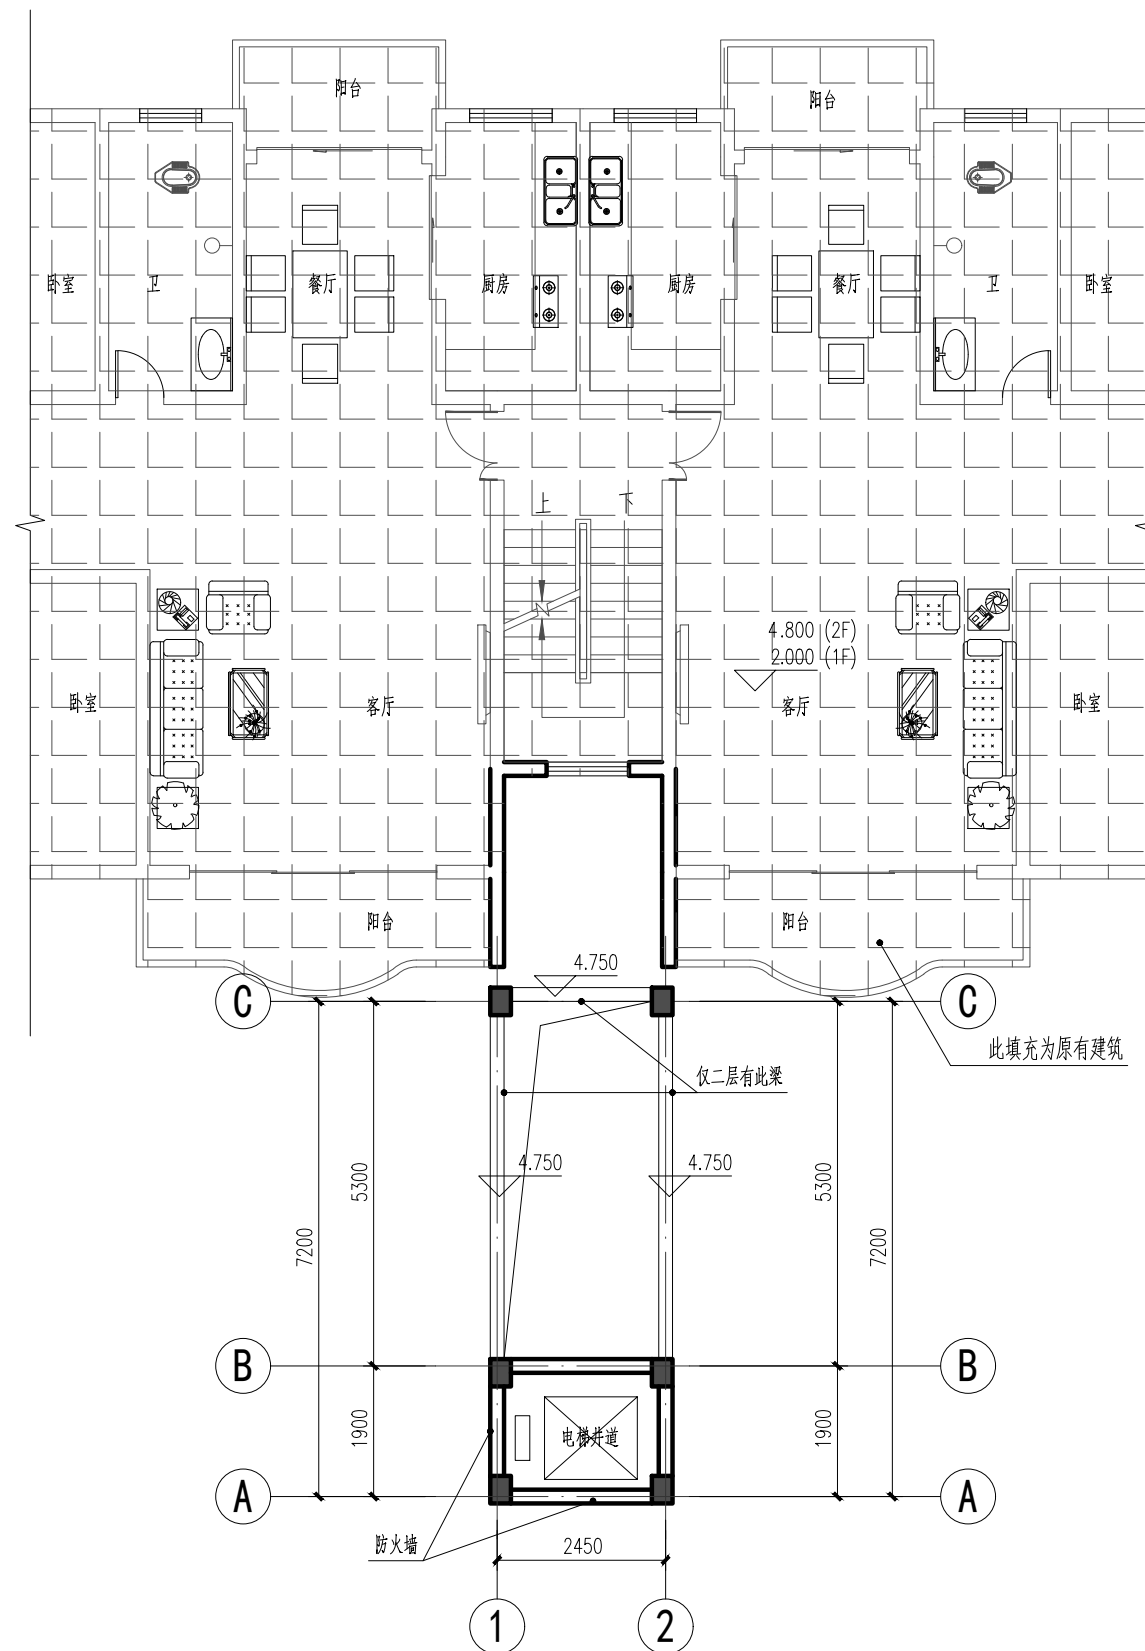 阳台
阳台
卧室
卫
餐厅
厨房
厨房
餐厅
卫
卧室
上
下
4.800 (2F)
2.000 (1F)
卧室
客厅
客厅
卧室
阳台
阳台
4.750
C
C
此填充为原有建筑
仅二层有此梁
4.750
4.750
5300
5300
7200
7200
B
B
1900
1900
电梯井道
A
A
防火墙
2450
1
2